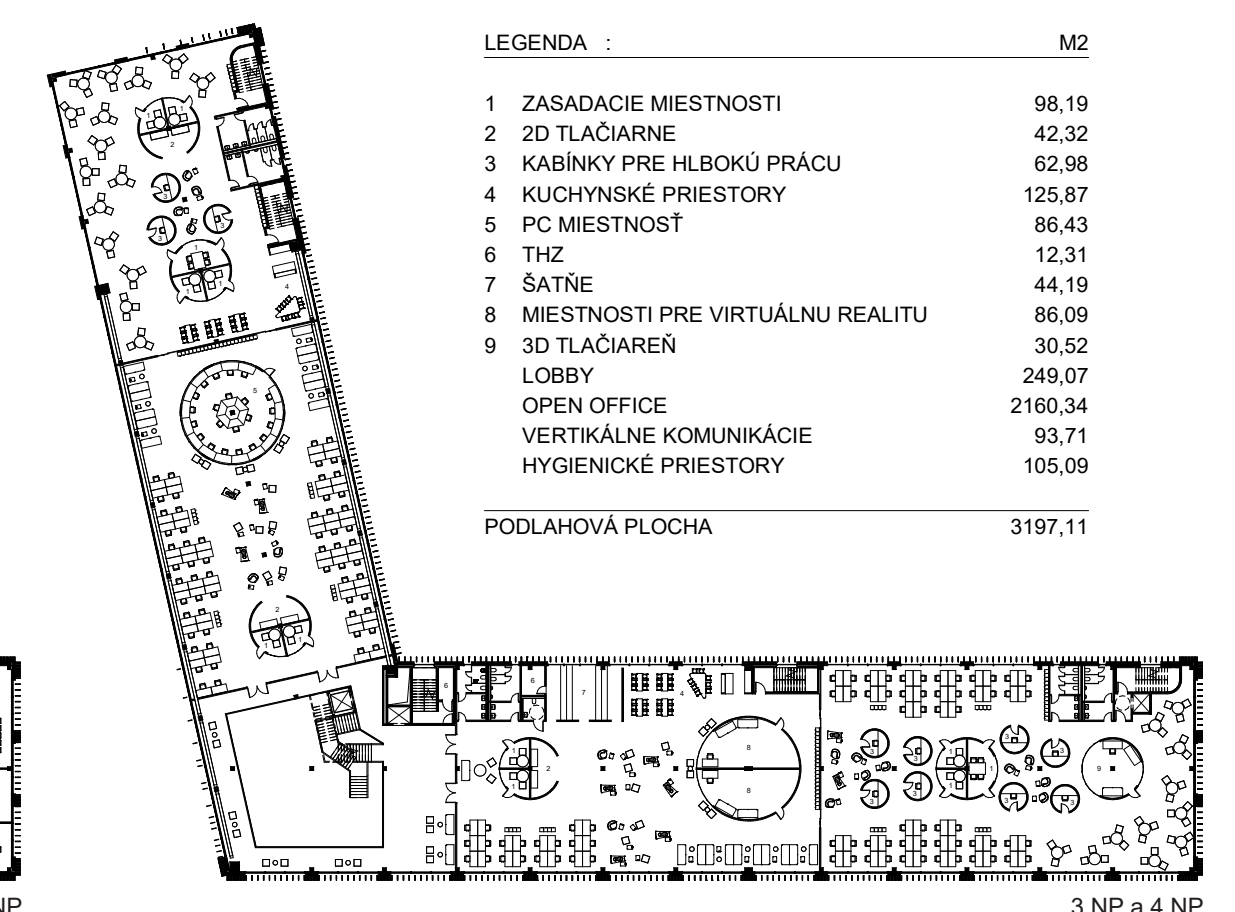 LEGENDA : M2
1 ZASADACIE MIESTNOSTI 98,19
2 2D TLAČIARNE 42,32
3 KABÍNKY PRE HLBOKÚ PRÁCU 62,98
4 KUCHYNSKÉ PRIESTORY 125,87
5 PC MIESTNOSŤ 86,43
6 THZ 12,31
7 ŠATŇE 44,19
8 MIESTNOSTI PRE VIRTUÁLNU REALITU 86,09
9 3D TLAČIAREŇ 30,52
LOBBY 249,07
OPEN OFFICE 2160,34
VERTIKÁLNE KOMUNIKÁCIE 93,71
HYGIENICKÉ PRIESTORY 105,09
PODLAHOVÁ PLOCHA 3197,11
NP
3 NP a 4 NP